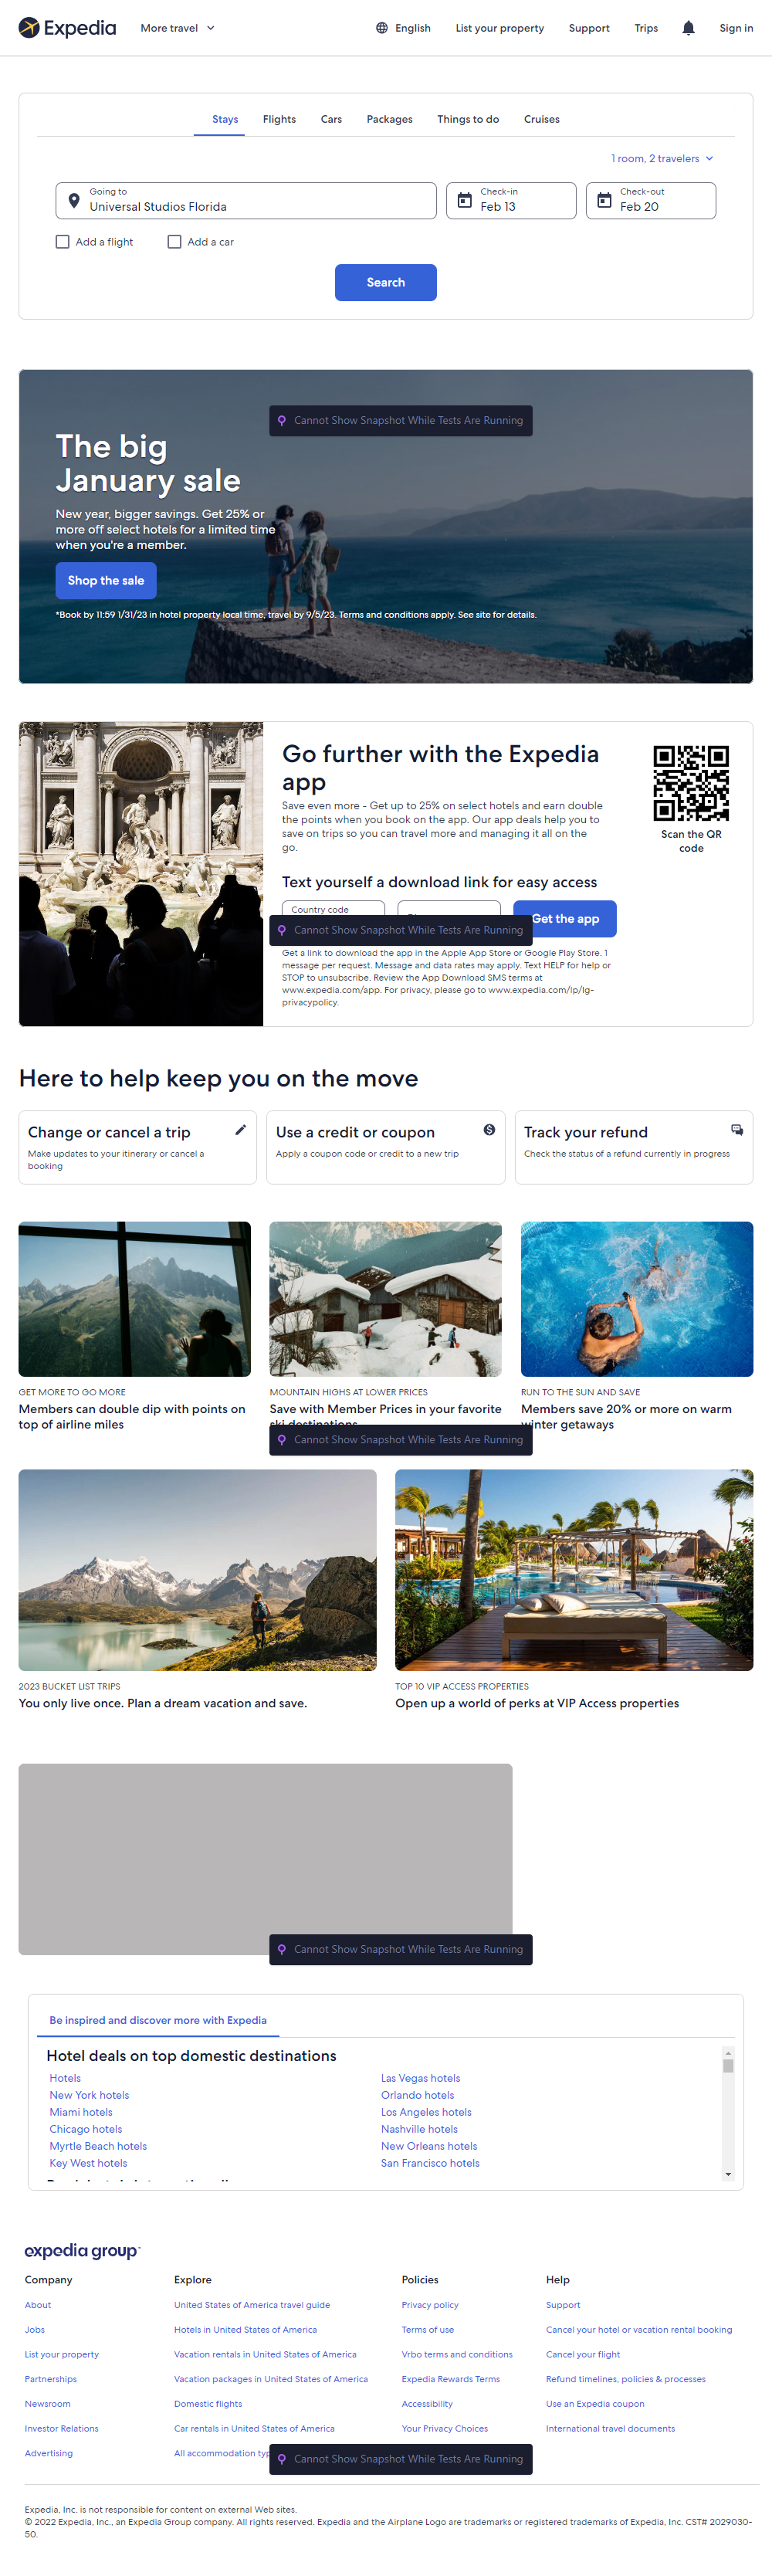 Expedia
More travel
English
List your property
Support
Trips
Sign in
Stays
Flights
Cars
Packages
Things to do
Cruises
1 room, 2 travelers
Going to
Universal Studios Florida
Check-in
Feb 13
Check-out
Feb 20
Add a flight
Add a car
Search
Cannot Show Snapshot While Tests Are Running
The big
January sale
New year, bigger savings. Get 25% or
more off select hotels for a limited time
when you're a member.
Shop the sale
*Book by 11:59 1/31/23 in hotel property local time, travel by 9/5/23. Terms and conditions apply. See site for details.
Go further with the Expedia
app
Save even more - Get up to 25% on select hotels and earn double
the points when you book on the app. Our app deals help you to
save on trips so you can travel more and managing it all on the
go.
Scan the QR
code
Text yourself a download link for easy access
Country code
Get the app
Cannot Show Snapshot While Tests Are Running
Get a link to download the app in the Apple App Store or Google Play Store. 1
message per request. Message and data rates may apply. Text HELP for help or
STOP to unsubscribe. Review the App Download SMS terms at
www.expedia.com/app. For privacy, please go to www.expedia.com/lp/lg-
privacypolicy.
Here to help keep you on the move
Change or cancel a trip
Make updates to your itinerary or cancel a
booking
Use a credit or coupon
Apply a coupon code or credit to a new trip
Track your refund
Check the status of a refund currently in progress
GET MORE TO GO MORE
Members can double dip with points on
top of airline miles
MOUNTAIN HIGHS AT LOWER PRICES
Save with Member Prices in your favorite
ski destinations
RUN TO THE SUN AND SAVE
Members save 20% or more on warm
winter getaways
Cannot Show Snapshot While Tests Are Running
2023 BUCKET LIST TRIPS
You only live once. Plan a dream vacation and save.
TOP 10 VIP ACCESS PROPERTIES
Open up a world of perks at VIP Access properties
Cannot Show Snapshot While Tests Are Running
Be inspired and discover more with Expedia
Hotel deals on top domestic destinations
Hotels
Las Vegas hotels
New York hotels
Orlando hotels
Miami hotels
Los Angeles hotels
Chicago hotels
Nashville hotels
Myrtle Beach hotels
New Orleans hotels
Key West hotels
San Francisco hotels
expedia group
Company
About
Jobs
List your property
Partnerships
Newsroom
Investor Relations
Advertising
Explore
United States of America travel guide
Hotels in United States of America
Vacation rentals in United States of America
Vacation packages in United States of America
Domestic flights
Car rentals in United States of America
All accommodation
Policies
Privacy policy
Terms of use
Vrbo terms and conditions
Expedia Rewards Terms
Accessibility
Your Privacy Choices
Help
Support
Cancel your hotel or vacation rental booking
Cancel your flight
Refund timelines, policies & processes
Use an Expedia coupon
International travel documents
Cannot Show Snapshot While Tests Are Running
Expedia, Inc. is not responsible for content on external Web sites.
© 2022 Expedia, Inc., an Expedia Group company. All rights reserved. Expedia and the Airplane Logo are trademarks or registered trademarks of Expedia, Inc. CST# 2029030-
50.